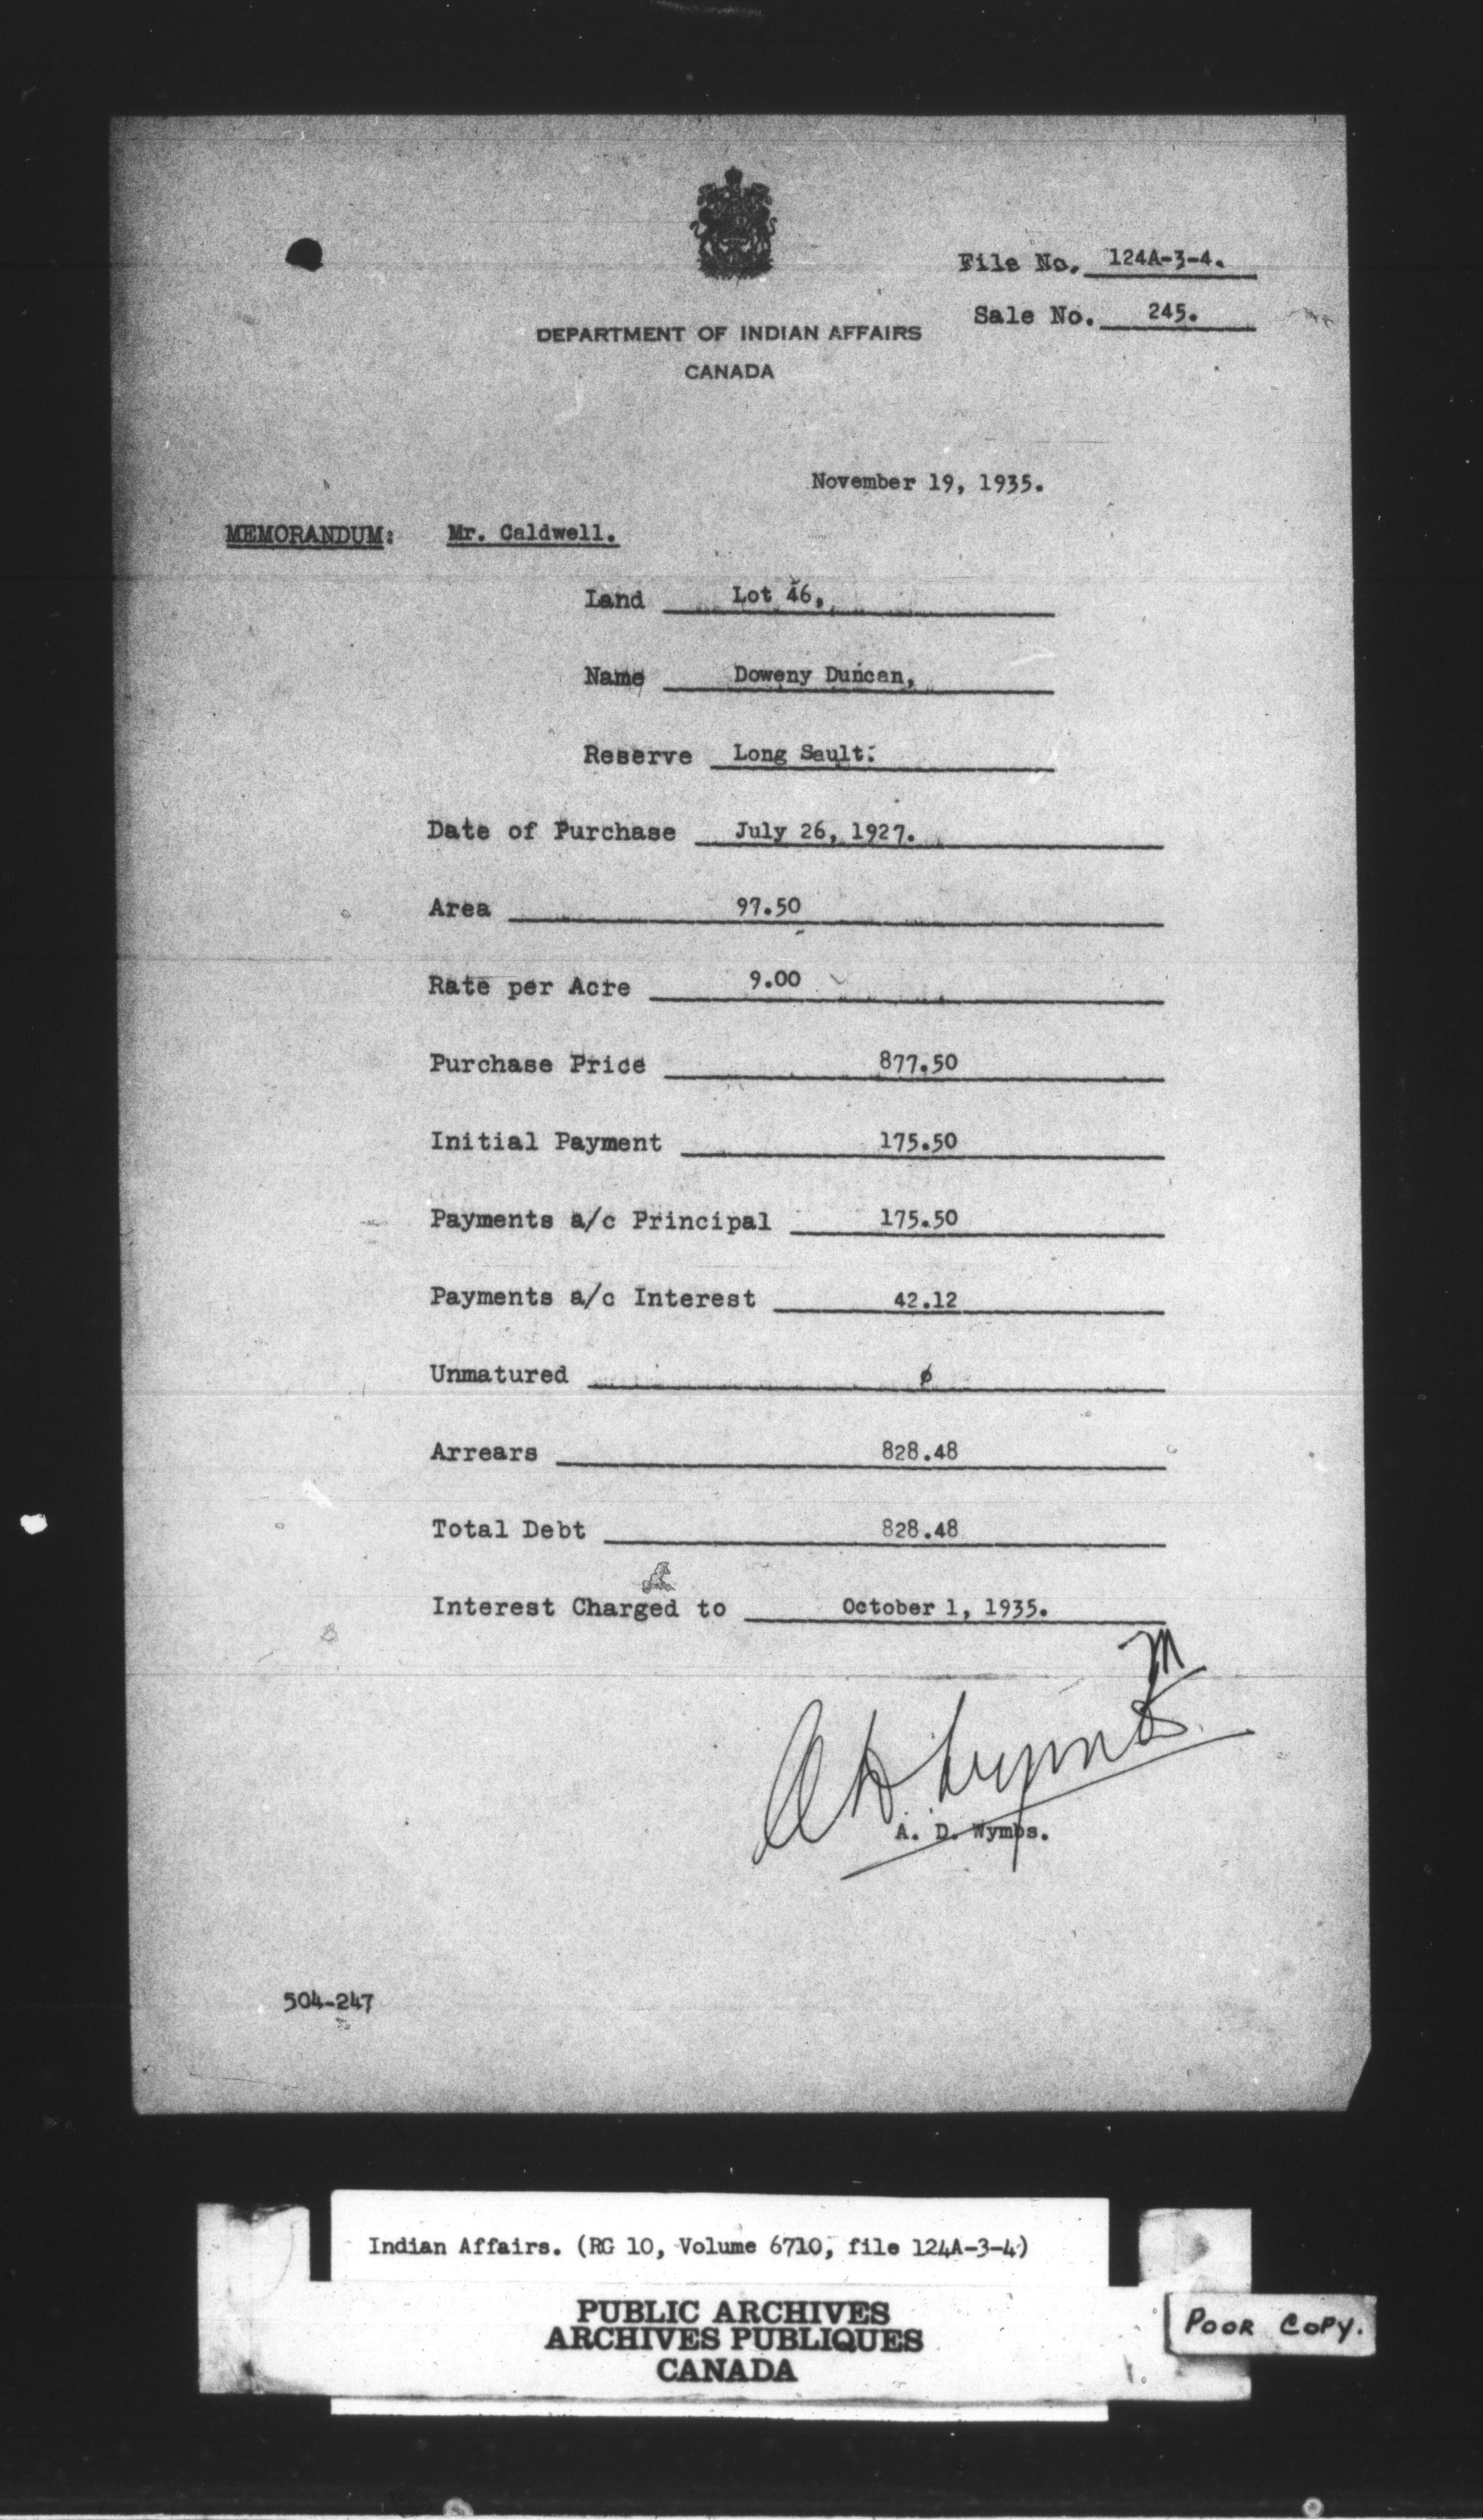 File No. 124A-3-4.
Sale No. 245.
DEPARTMENT OF INDIAN AFFAIRS
CANADA
November 19, 1935.
MEMORANDUM: Mr. Caldwell.
Land Lot 46,
Name Doweny Duncan,
Reserve Long Sault.
Date of Purchase July 26, 1927.
Area 97.50
Rate per Acre 9.00
Purchase Price 877.50
Initial Payment 175.50
Payments a/c Principal 175.50
Payments a/c Interest 42.12
Unmatured ø
Arrears 828.48
Total Debt 828.48
Interest Charged to October 1, 1935.
A. D. Wymbs.
504-247
Indian Affairs. (RG 10, Volume 6710, file 124A-3-4)
PUBLIC ARCHIVES
ARCHIVES PUBLIQUES
CANADA
POOR COPY.